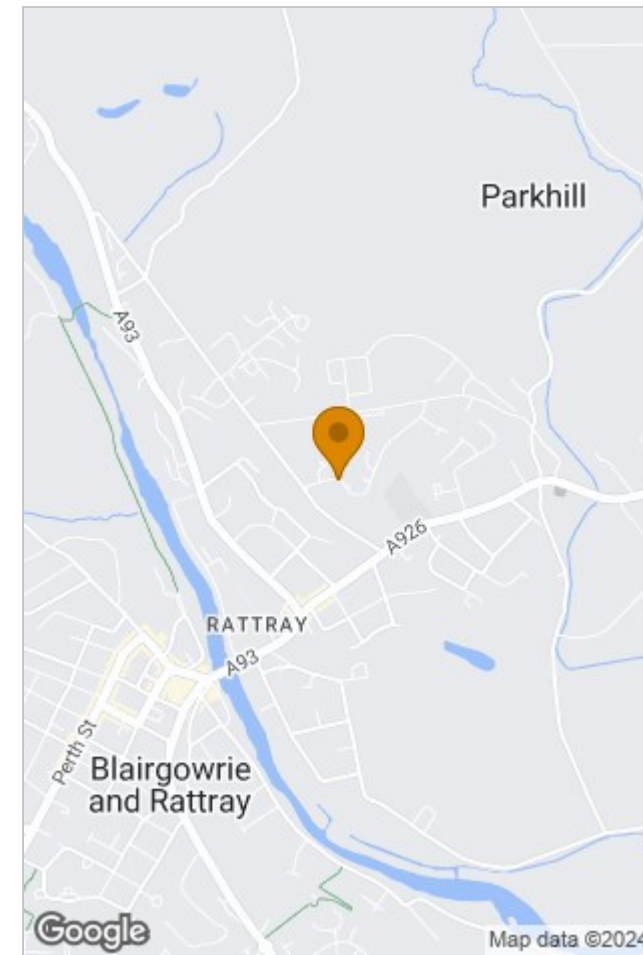 Parkhill
A93
A926
RATTRAY
A93
Perth St
Blairgowrie
and Rattray
Google
Map data ©2024